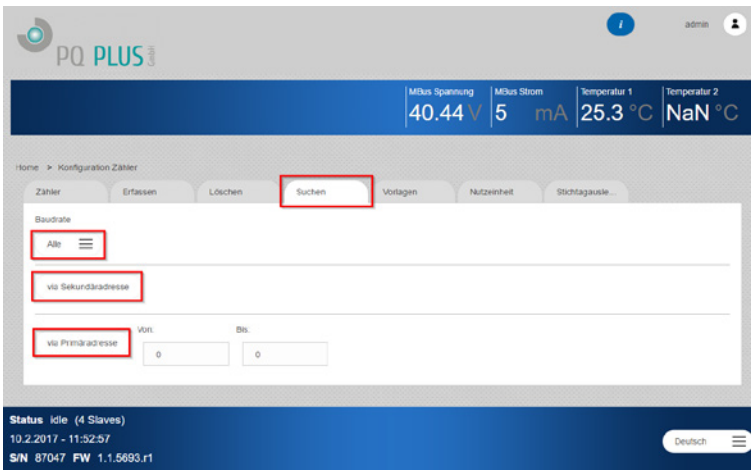 i admin
PQ PLUS GmbH
MBus Spannung MBus Strom Temperatur 1 Temperatur 2
40.44 V 5 mA 25.3 °C NaN °C
Home > Konfiguration Zähler
Zähler Erfassen Löschen Suchen Vorlagen Nutzeinheit Stichtagausle...
Baudrate
Alle
via Sekundäradresse
Von: Bis:
via Primäradresse 0 0
Status idle (4 Slaves)
10.2.2017 - 11:52:57
S/N 87047 FW 1.1.5693.r1
Deutsch